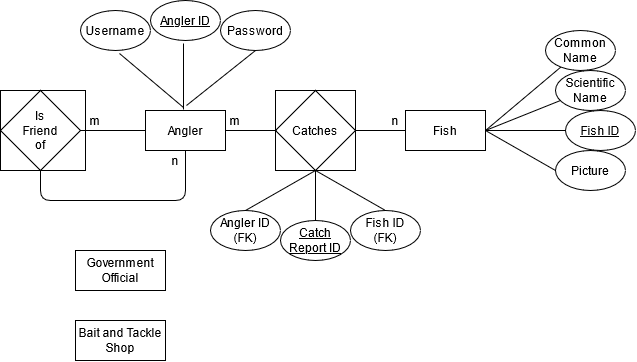 Username
Angler ID
Password
Common
Name
Scientific
Name
Fish ID
Picture
Is
Friend
of
m
Angler
n
m
Catches
n
Fish
Angler ID
(FK)
Catch
Report ID
Fish ID
(FK)
Government
Official
Bait and Tackle
Shop